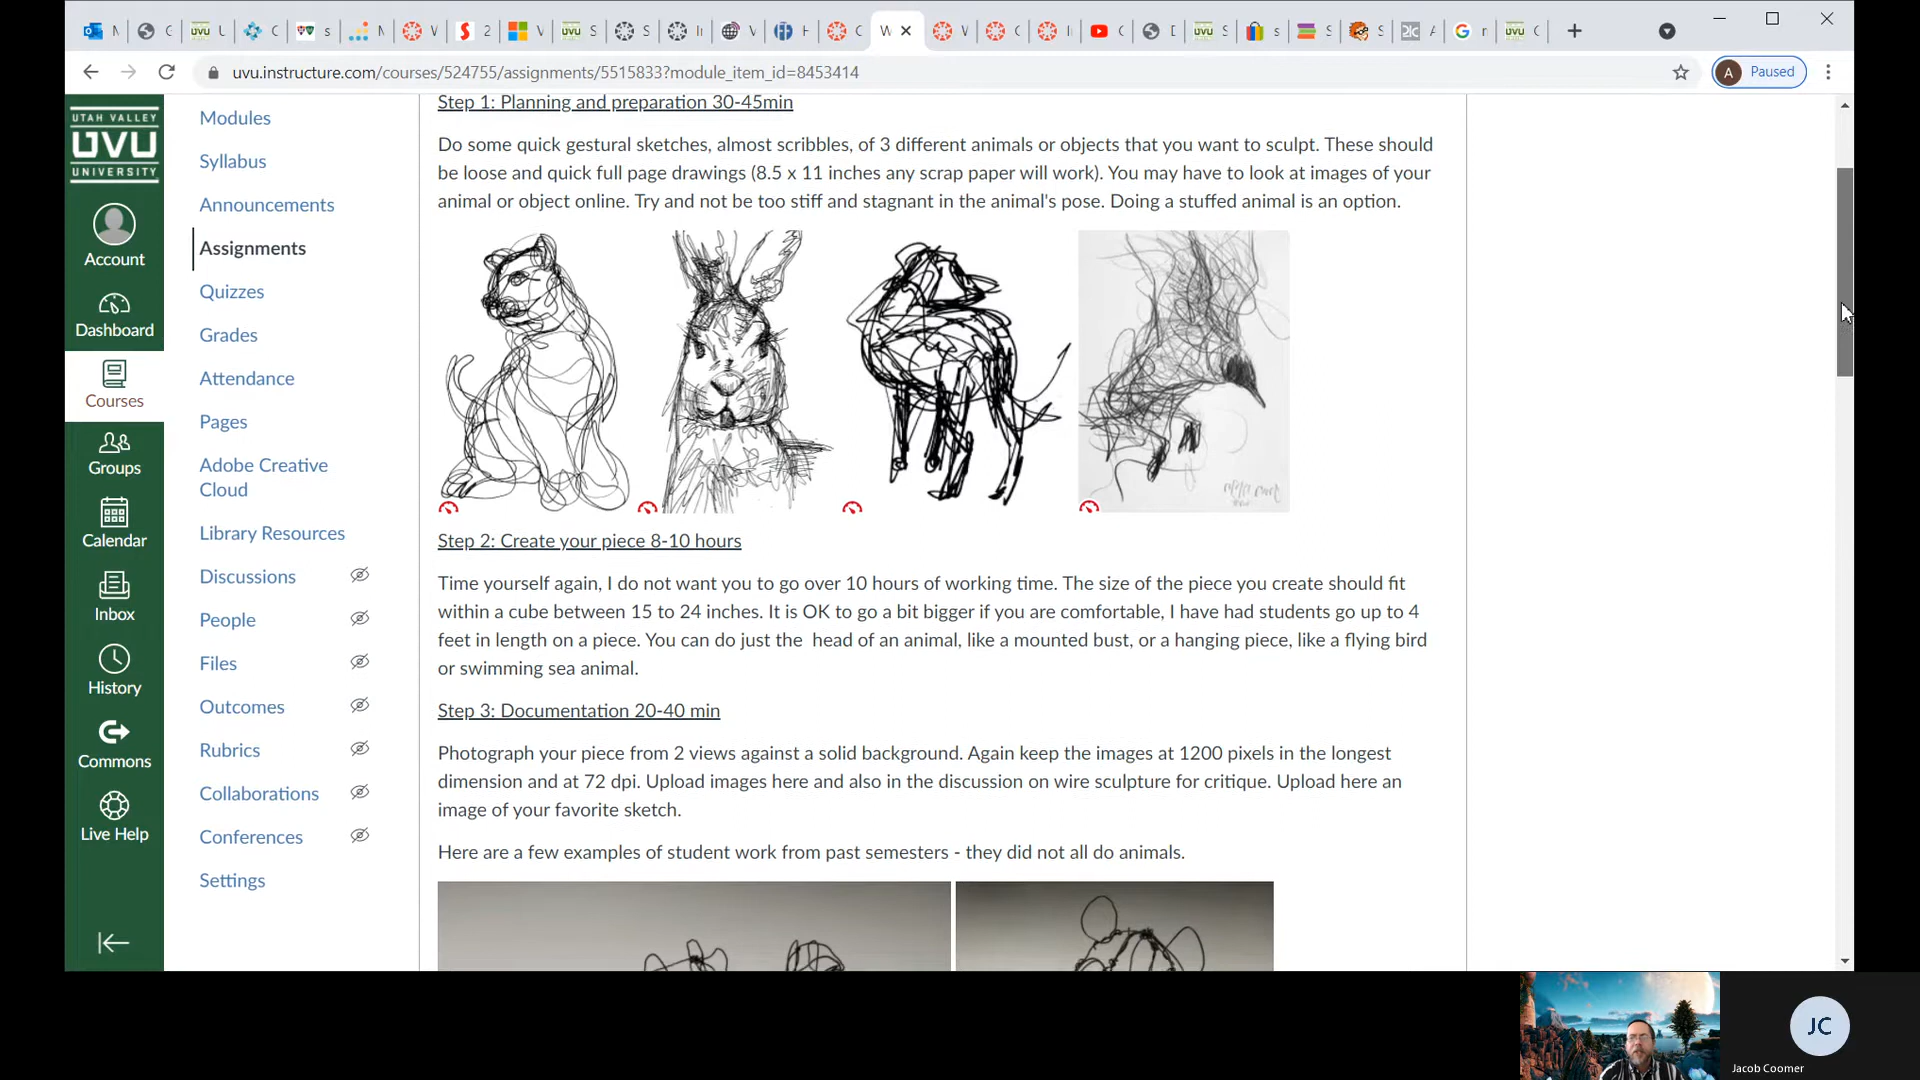 M
G
UVU U
C
s
M
W
S 2
V
UVU S
S
I
V
H
C
W
W
C
I
C
D
UVU S
s
S
S
A
G r
UVU C
uvu.instructure.com/courses/524755/assignments/5515833?module_item_id=8453414
A Paused
UTAH VALLEY
UVU
UNIVERSITY
Account
Dashboard
Courses
Groups
Calendar
Inbox
History
Commons
Live Help
Modules
Syllabus
Announcements
Assignments
Quizzes
Grades
Attendance
Pages
Adobe Creative
Cloud
Library Resources
Discussions
People
Files
Outcomes
Rubrics
Collaborations
Conferences
Settings
Step 1: Planning and preparation 30-45min
Do some quick gestural sketches, almost scribbles, of 3 different animals or objects that you want to sculpt. These should
be loose and quick full page drawings (8.5 x 11 inches any scrap paper will work). You may have to look at images of your
animal or object online. Try and not be too stiff and stagnant in the animal's pose. Doing a stuffed animal is an option.
Step 2: Create your piece 8-10 hours
Time yourself again, I do not want you to go over 10 hours of working time. The size of the piece you create should fit
within a cube between 15 to 24 inches. It is OK to go a bit bigger if you are comfortable, I have had students go up to 4
feet in length on a piece. You can do just the head of an animal, like a mounted bust, or a hanging piece, like a flying bird
or swimming sea animal.
Step 3: Documentation 20-40 min
Photograph your piece from 2 views against a solid background. Again keep the images at 1200 pixels in the longest
dimension and at 72 dpi. Upload images here and also in the discussion on wire sculpture for critique. Upload here an
image of your favorite sketch.
Here are a few examples of student work from past semesters - they did not all do animals.
JC
Jacob Coomer